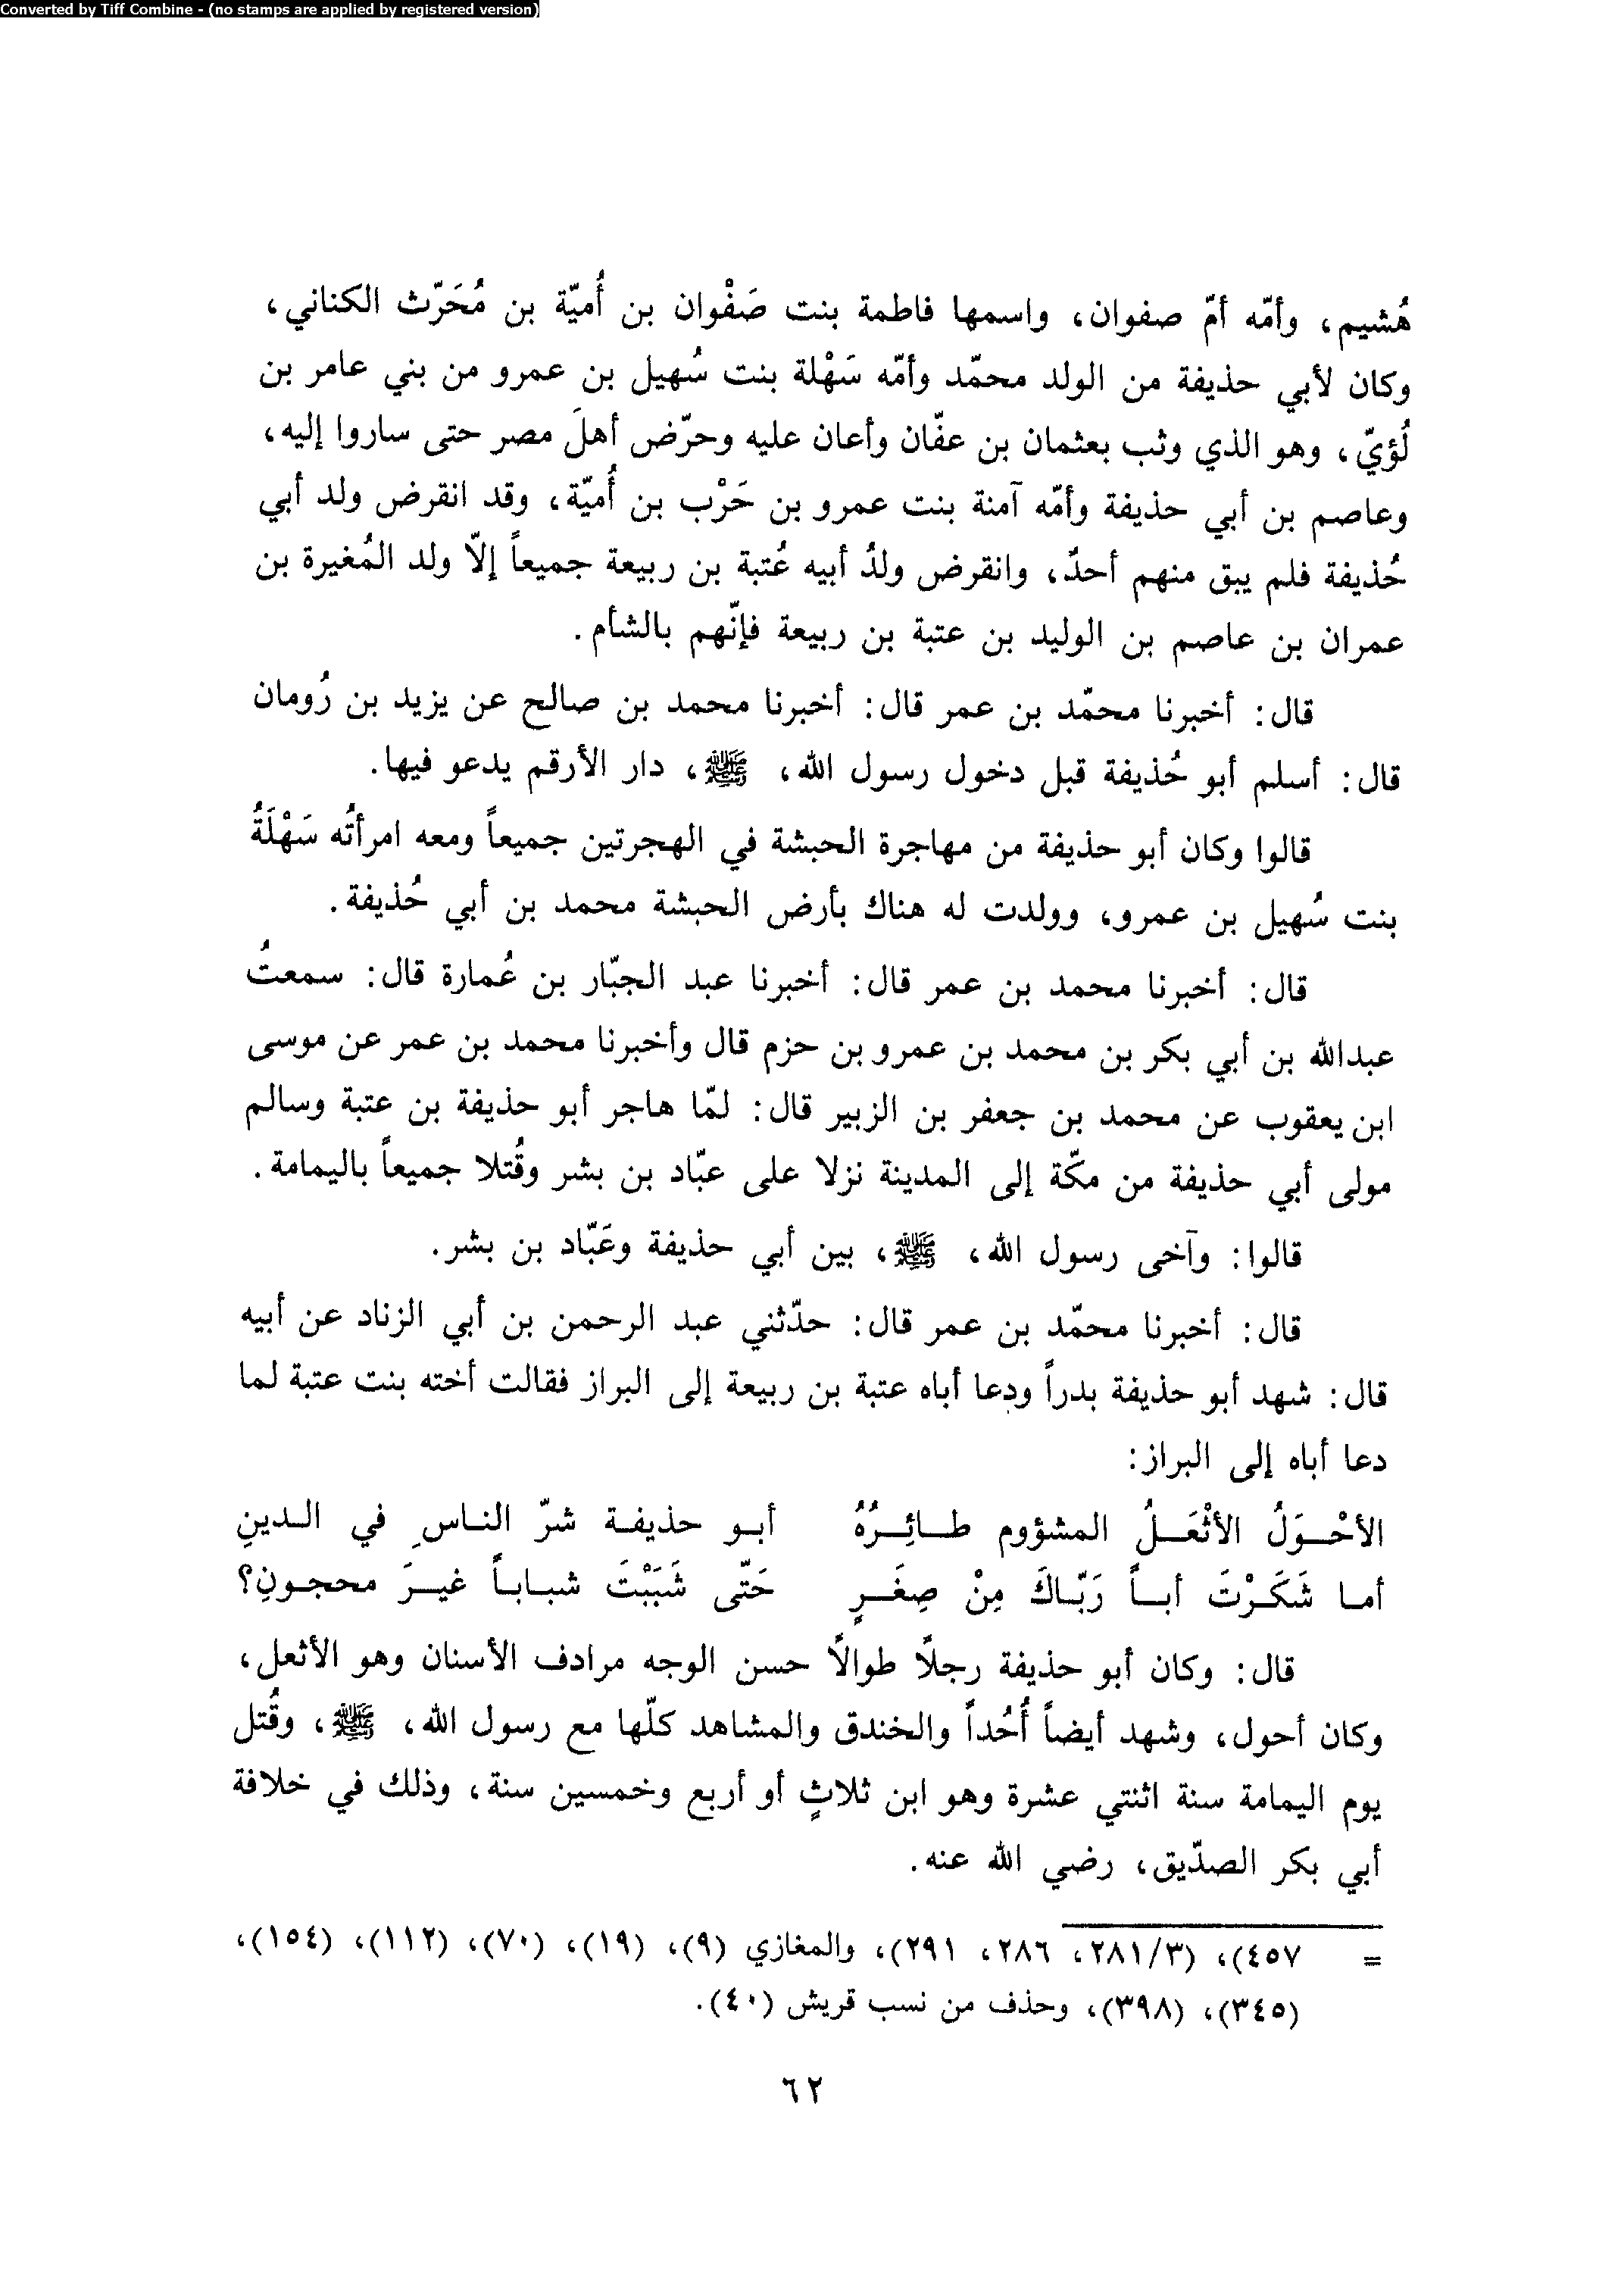 Converted by Tiff Combine - (no stamps are applied by registered version)
هُشيم، وأمّه أمّ صفوان، واسمها فاطمة بنت صَفْوان بن أُميّة بن مُحَرّث الكناني،
وكان لأبي حذيفة من الولد محمّد وأمّه سَهْلة بنت سُهيل بن عمرو من بني عامر بن
لُؤيّ، وهو الذي وثب بعثمان بن عفّان وأعان عليه وحرّض أهلَ مصر حتى ساروا إليه،
وعاصم بن أبي حذيفة وأمّه آمنة بنت عمرو بن حَرْب بن أُميّة، وقد انقرض ولد أبي
حُذيفة فلم يبق منهم أحدٌ، وانقرض ولدُ أبيه عُتبة بن ربيعة جميعاً إلاّ ولد المُغيرة بن
عمران بن عاصم بن الوليد بن عتبة بن ربيعة فإنّهم بالشأم.
قال: أخبرنا محمّد بن عمر قال: أخبرنا محمد بن صالح عن يزيد بن رُومان
قال: أسلم أبو حُذيفة قبل دخول رسول الله، ﷺ، دار الأرقم يدعو فيها.
قالوا وكان أبو حذيفة من مهاجرة الحبشة في الهجرتين جميعاً ومعه امرأتُه سَهْلَةُ
بنت سُهيل بن عمرو، وولدت له هناك بأرض الحبشة محمد بن أبي حُذيفة.
قال: أخبرنا محمد بن عمر قال: أخبرنا عبد الجبّار بن عُمارة قال: سمعتُ
عبدالله بن أبي بكر بن محمد بن عمرو بن حزم قال وأخبرنا محمد بن عمر عن موسى
ابن يعقوب عن محمد بن جعفر بن الزبير قال: لمّا هاجر أبو حذيفة بن عتبة وسالم
مولى أبي حذيفة من مكّة إلى المدينة نزلا على عبّاد بن بشر وقُتلا جميعاً باليمامة.
قالوا: وآخى رسول الله، ﷺ، بين أبي حذيفة وعَبّاد بن بشر.
قال: أخبرنا محمّد بن عمر قال: حدّثني عبد الرحمن بن أبي الزناد عن أبيه
قال: شهد أبو حذيفة بدراً ودعا أباه عتبة بن ربيعة إلى البراز فقالت أخته بنت عتبة لما
دعا أباه إلى البراز:
الأحْـــوَلُ الأثْعَـــلُ المشؤوم طــائِــرُهُ أبــو حذيفــة شرّ النــاسِ في الــدينِ
أمـا شَكَـرْتَ أبــاً رَبّـاكَ مِنْ صِغَــرٍ حَتّى شَبَبْتَ شبـابـاً غيــرَ محجـونِ؟
قال: وكان أبو حذيفة رجلاً طوالاً حسن الوجه مرادف الأسنان وهو الأثعل،
وكان أحول، وشهد أيضاً أُحُداً والخندق والمشاهد كلّها مع رسول الله، ﷺ، وقُتل
يوم اليمامة سنة اثنتي عشرة وهو ابن ثلاثٍ أو أربع وخمسين سنة، وذلك في خلافة
أبي بكر الصدّيق، رضي الله عنه.
= ٤٥٧)، (٢٨١/٣، ٢٨٦، ٢٩١)، والمغازي (٩)، (١٩)، (٧٠)، (١١٢)، (١٥٤)،
(٣٤٥)، (٣٩٨)، وحذف من نسب قريش (٤٠).
٦٢